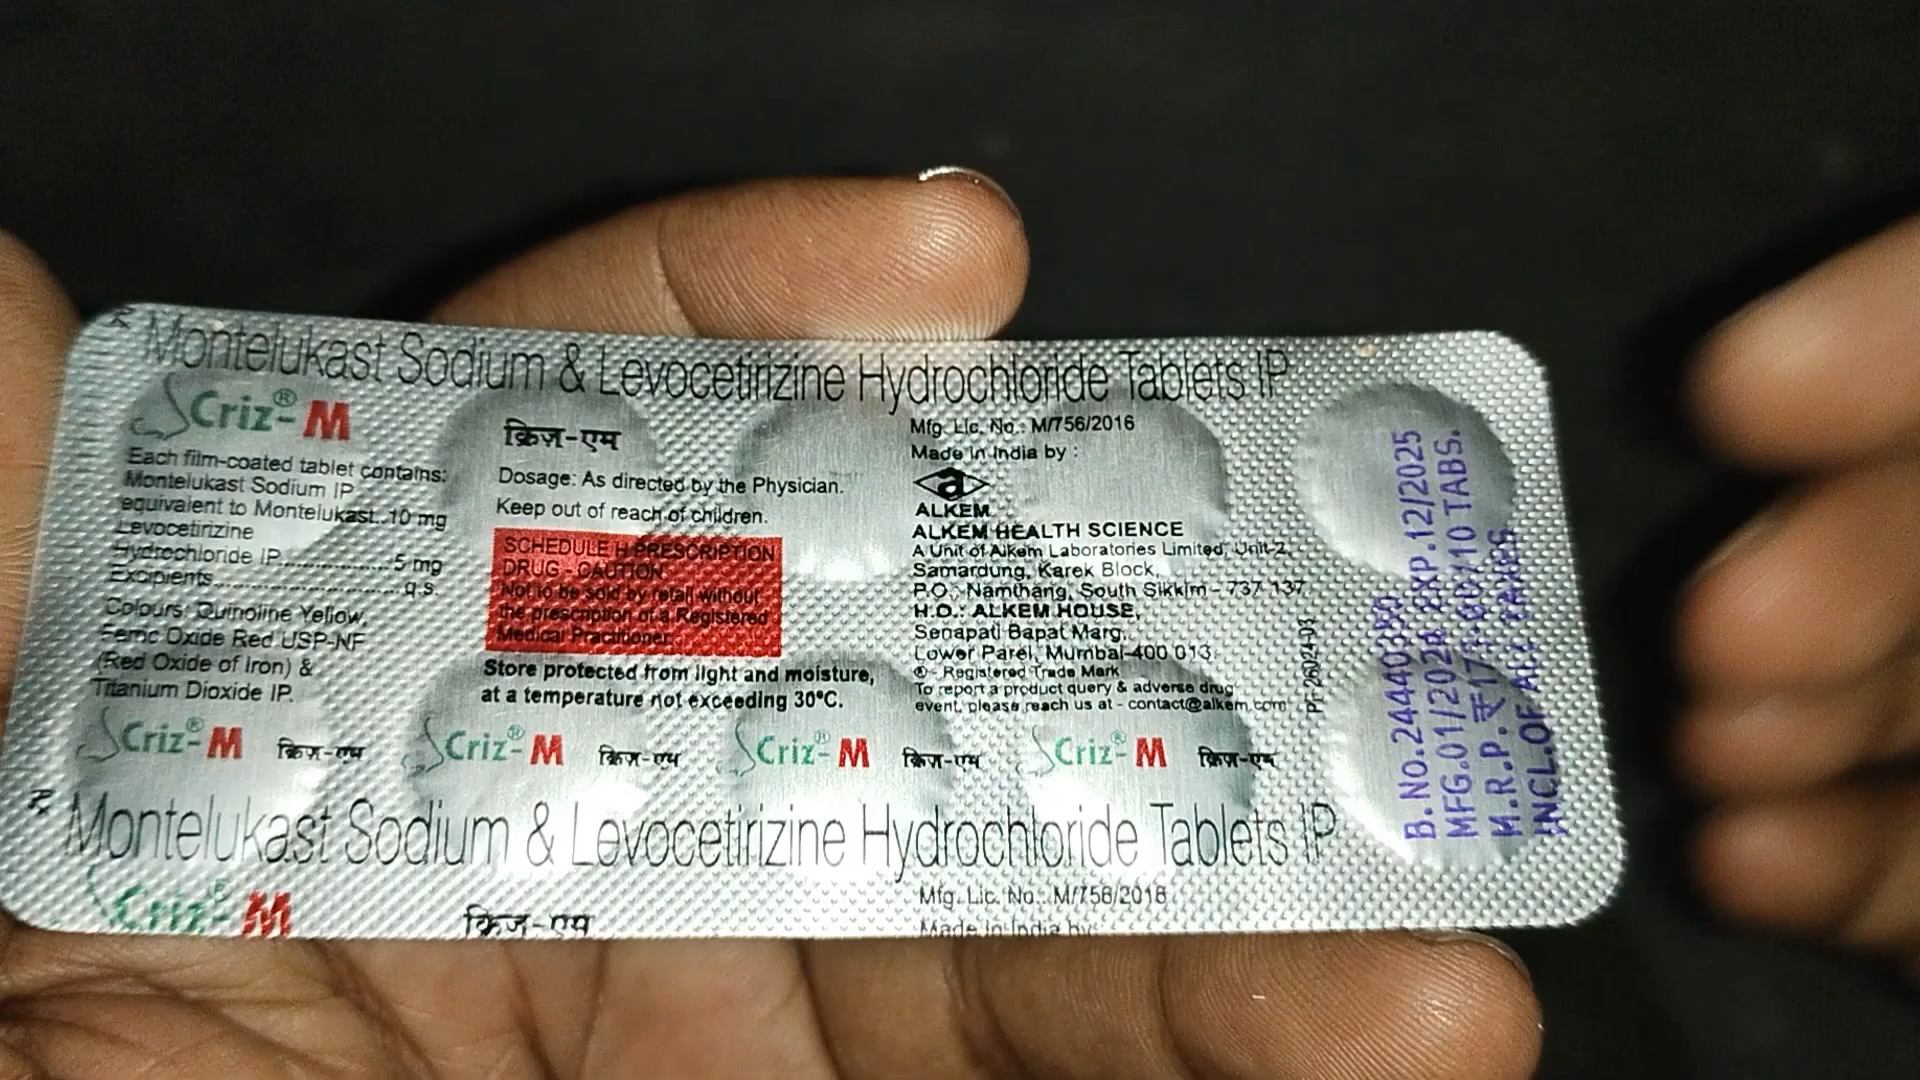 Montelukast Sodium & Levocetirizine Hydrochloride Tablets IP
Criz®-M
Each film-coated tablet contains:
Montelukast Sodium IP
equivalent to Montelukast..10 mg
Levocetirizine
Hydrochloride IP..................5 mg
Excipients..............................q.s.
Colours: Quinoline Yellow,
Ferric Oxide Red USP-NF
(Red Oxide of Iron) &
Titanium Dioxide IP.
क्रिज़-एम
Dosage: As directed by the Physician.
Keep out of reach of children.
SCHEDULE H PRESCRIPTION
DRUG - CAUTION
Not to be sold by retail without
the prescription of a Registered
Medical Practitioner.
Store protected from light and moisture,
at a temperature not exceeding 30°C.
Mfg. Lic. No.: M/756/2016
Made in India by :
a
ALKEM
ALKEM HEALTH SCIENCE
A Unit of Alkem Laboratories Limited, Unit-2,
Samardung, Karek Block,
P.O.: Namthang, South Sikkim - 737 137.
H.O.: ALKEM HOUSE,
Senapati Bapat Marg,
Lower Parel, Mumbai-400 013.
® - Registered Trade Mark
To report a product query & adverse drug
event, please reach us at - contact@alkem.com
B.No.24440350
MFG.01/2024 EXP.12/2025
M.R.P. ₹173.00/10 TABS.
INCL.OF ALL TAXES
Criz®-M क्रिज़-एम Criz®-M क्रिज़-एम Criz®-M क्रिज़-एम Criz®-M क्रिज़-एम
Montelukast Sodium & Levocetirizine Hydrochloride Tablets IP
Criz®-M क्रिज़-एम
Mfg. Lic. No.: M/756/2016
Made in India by